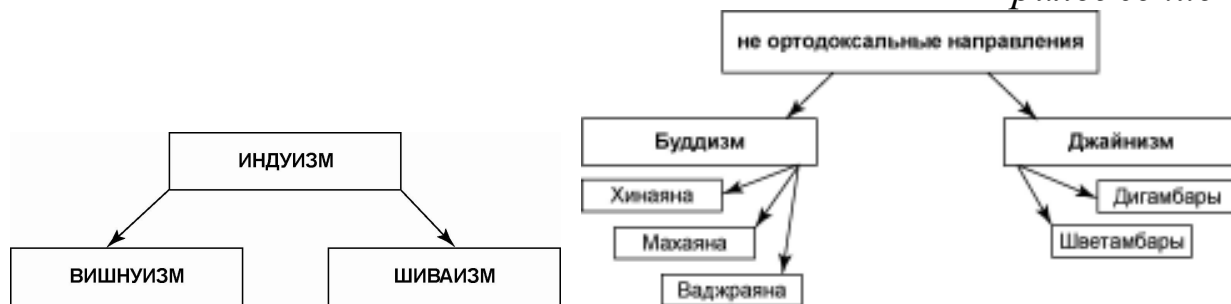 не ортодоксальные направления
Буддизм
Джайнизм
Хинаяна
Дигамбары
Махаяна
Шветамбары
Ваджраяна
ИНДУИЗМ
ВИШНУИЗМ
ШИВАИЗМ